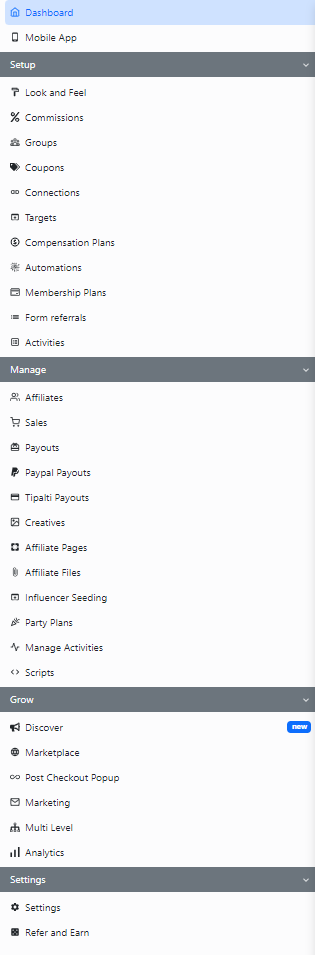 Dashboard
Mobile App
Setup
Look and Feel
Commissions
Groups
Coupons
Connections
Targets
Compensation Plans
Automations
Membership Plans
Form referrals
Activities
Manage
Affiliates
Sales
Payouts
Paypal Payouts
Tipalti Payouts
Creatives
Affiliate Pages
Affiliate Files
Influencer Seeding
Party Plans
Manage Activities
Scripts
Grow
Discover new
Marketplace
Post Checkout Popup
Marketing
Multi Level
Analytics
Settings
Settings
Refer and Earn